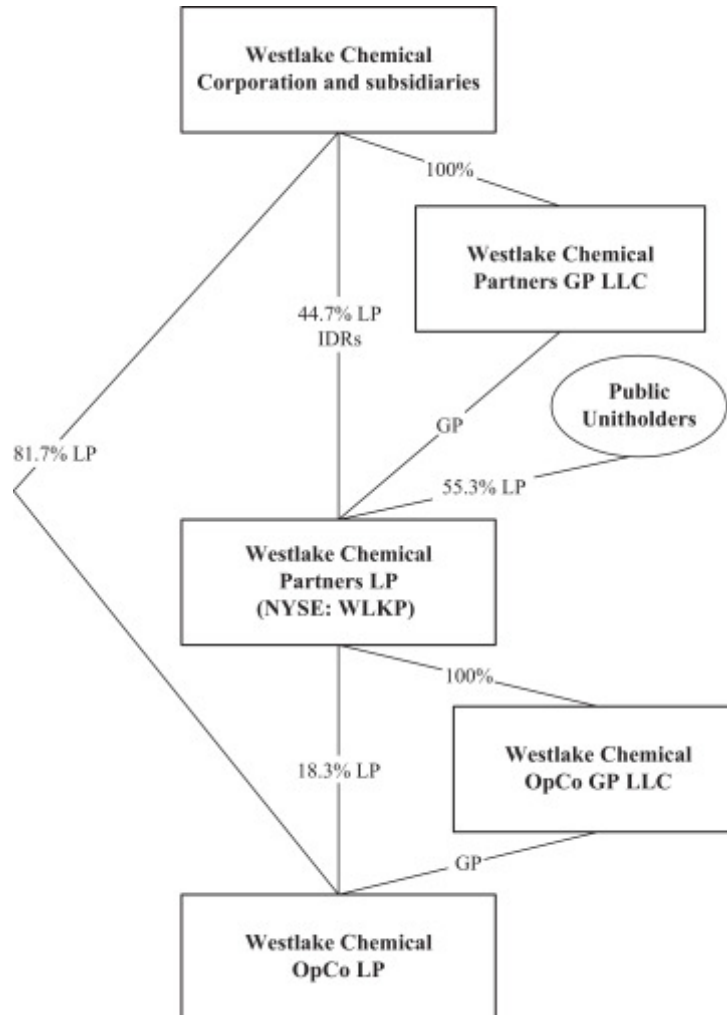 Westlake Chemical
Corporation and subsidiaries
100%
Westlake Chemical
Partners GP LLC
44.7% LP
IDRs
Public
Unitholders
GP
81.7% LP
55.3% LP
Westlake Chemical
Partners LP
(NYSE: WLKP)
100%
Westlake Chemical
OpCo GP LLC
18.3% LP
GP
Westlake Chemical
OpCo LP